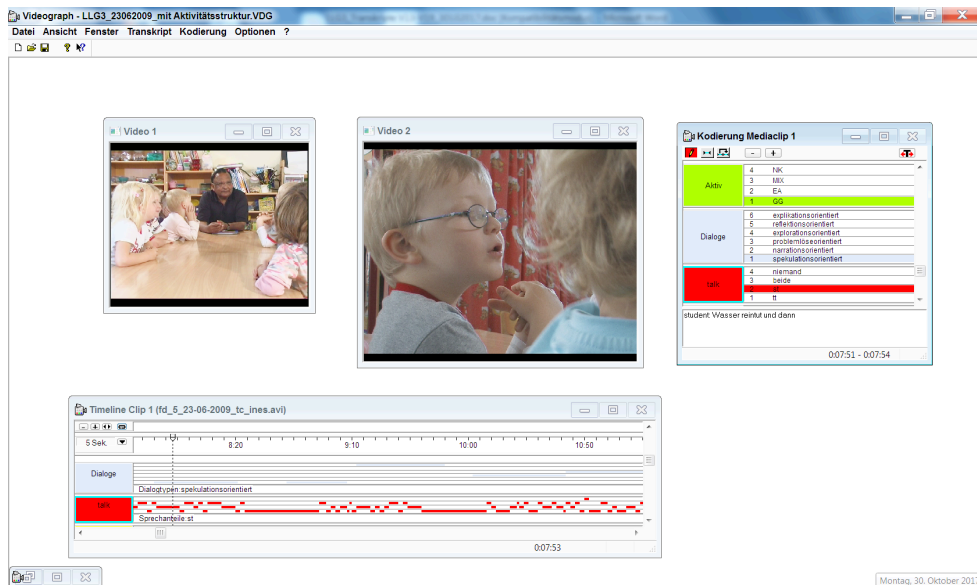 Videograph - LLG3_23062009_mit Aktivitätsstruktur.VDG
Datei Ansicht Fenster Transkript Kodierung Optionen ?
Video 1
Video 2
Kodierung Mediaclip 1
- +
Aktiv
4 NK
3 MIX
2 EA
1 GG
Dialoge
6 explikationsorientiert
5 reflektionsorientiert
4 explorationsorientiert
3 problemlöseorientiert
2 narrationsorientiert
1 spekulationsorientiert
talk
4 niemand
3 beide
2 st
1 tt
student: Wasser reintut und dann
0:07:51 - 0:07:54
Timeline Clip 1 (fd_5_23-06-2009_tc_ines.avi)
5 Sek. 8:20 9:10 10:00 10:50
Dialoge
Dialogtypen:spekulationsorientiert
talk
Sprechanteile:st
0:07:53
Montag, 30. Oktober 201